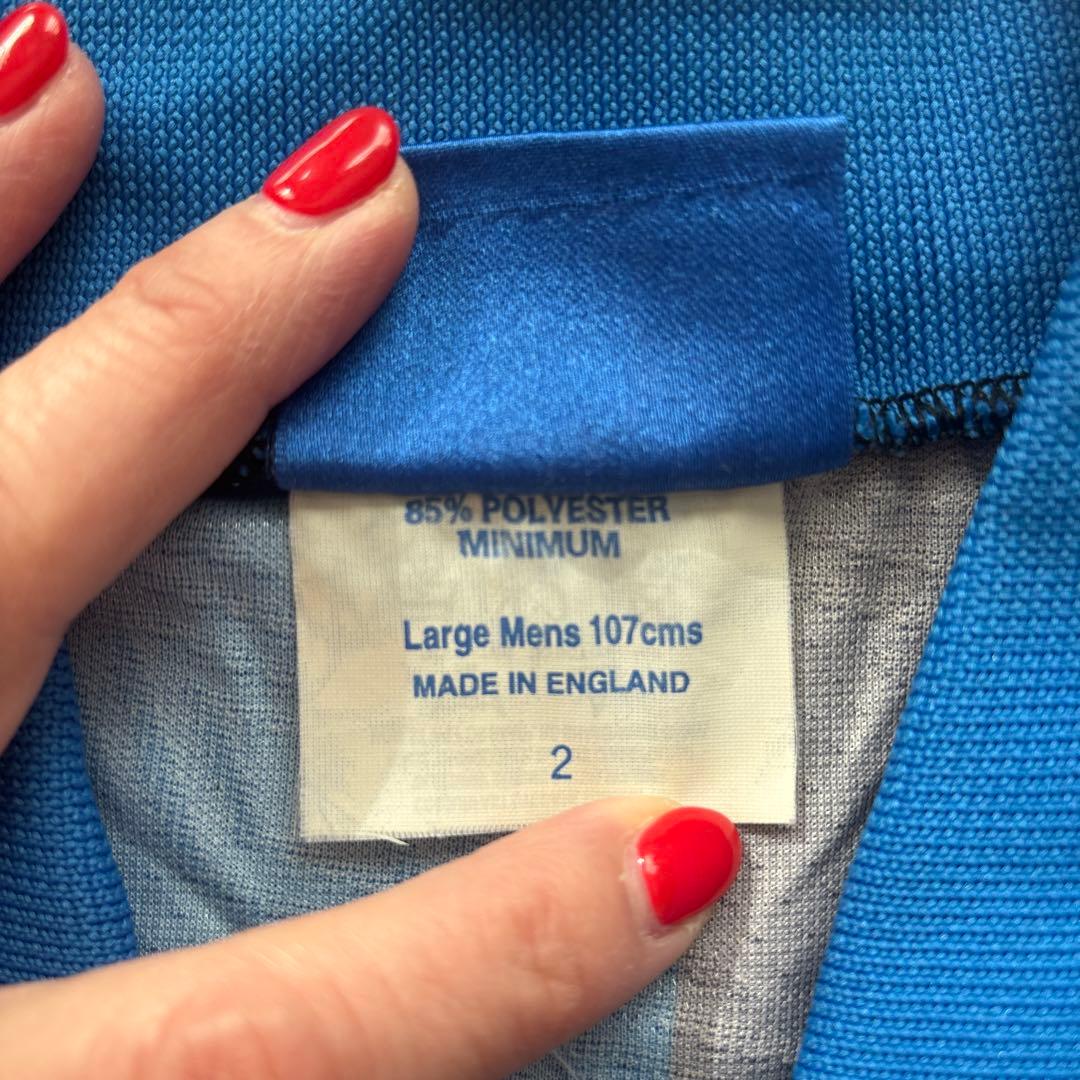 85% POLYESTER
MINIMUM
Large Mens 107cms
MADE IN ENGLAND
2